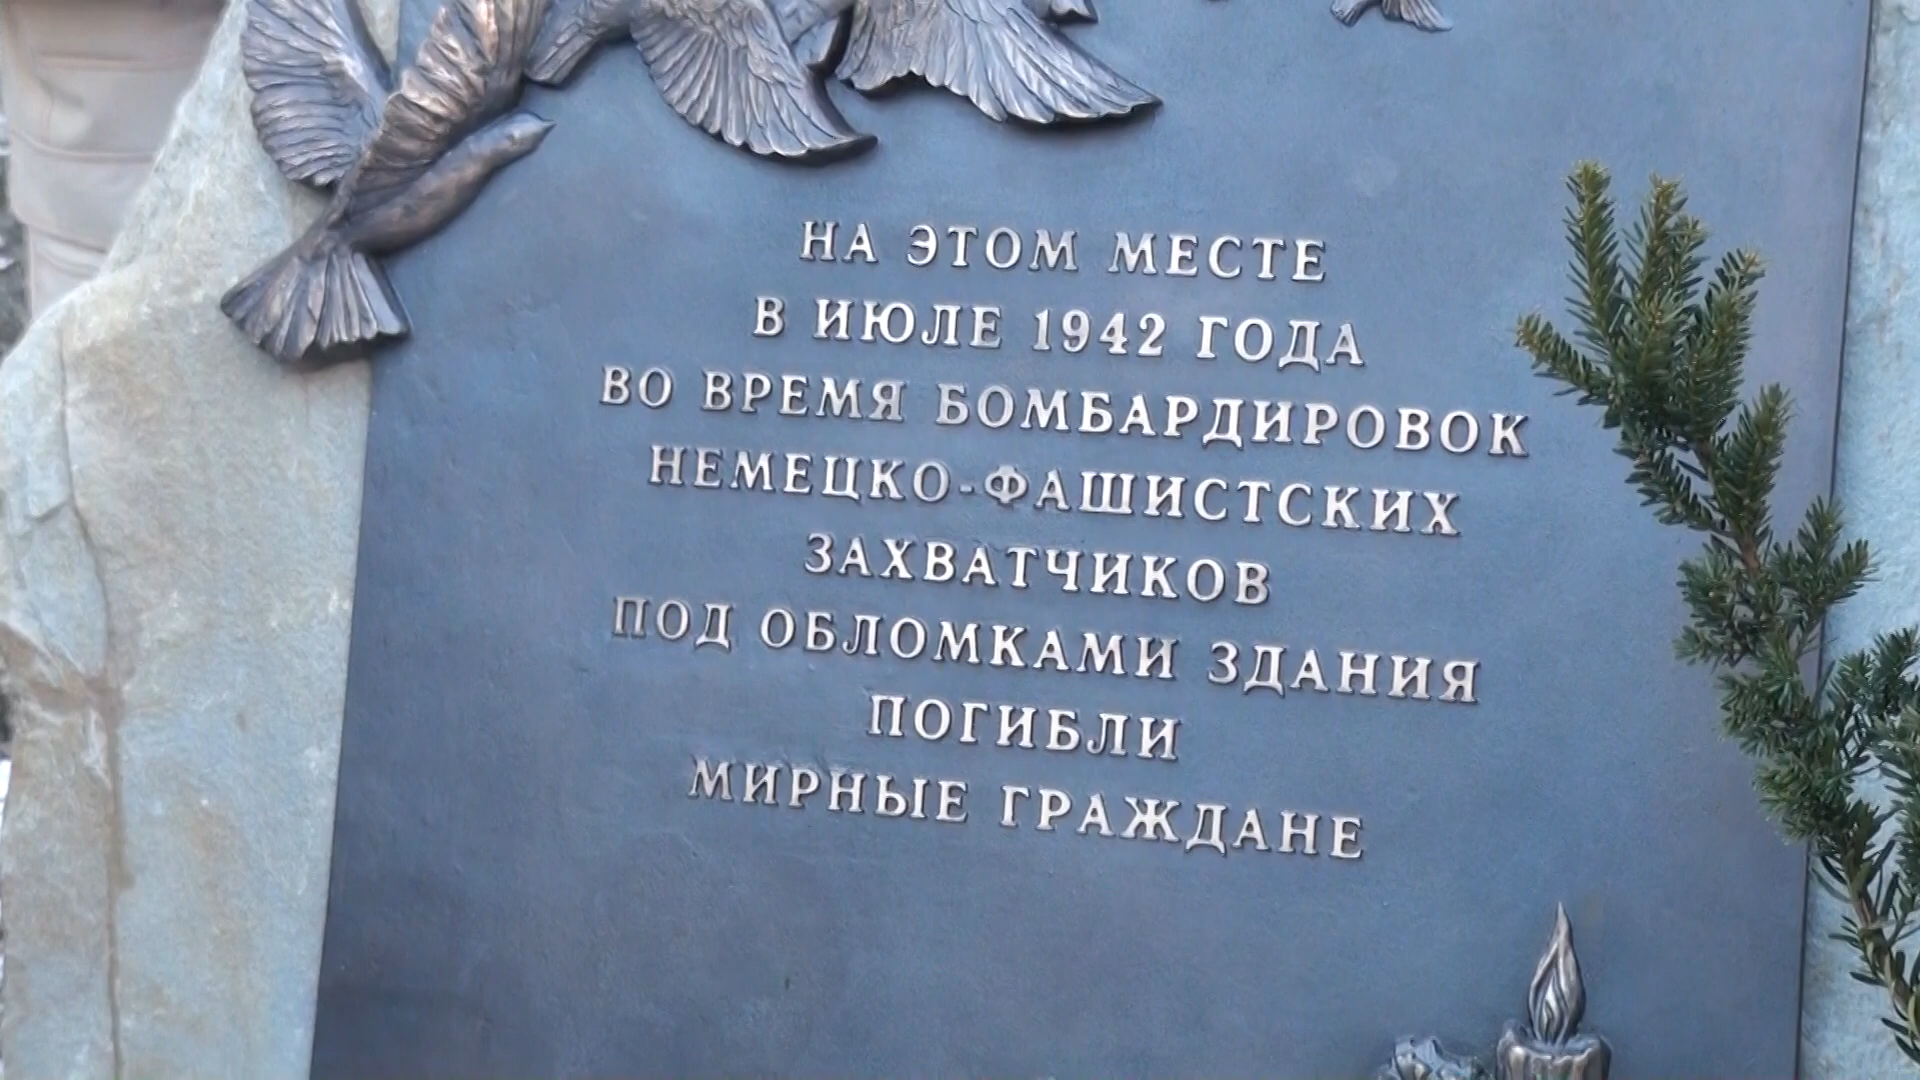 НА ЭТОМ МЕСТЕ
В ИЮЛЕ 1942 ГОДА
ВО ВРЕМЯ БОМБАРДИРОВОК
НЕМЕЦКО-ФАШИСТСКИХ
ЗАХВАТЧИКОВ
ПОД ОБЛОМКАМИ ЗДАНИЯ
ПОГИБЛИ
МИРНЫЕ ГРАЖДАНЕ